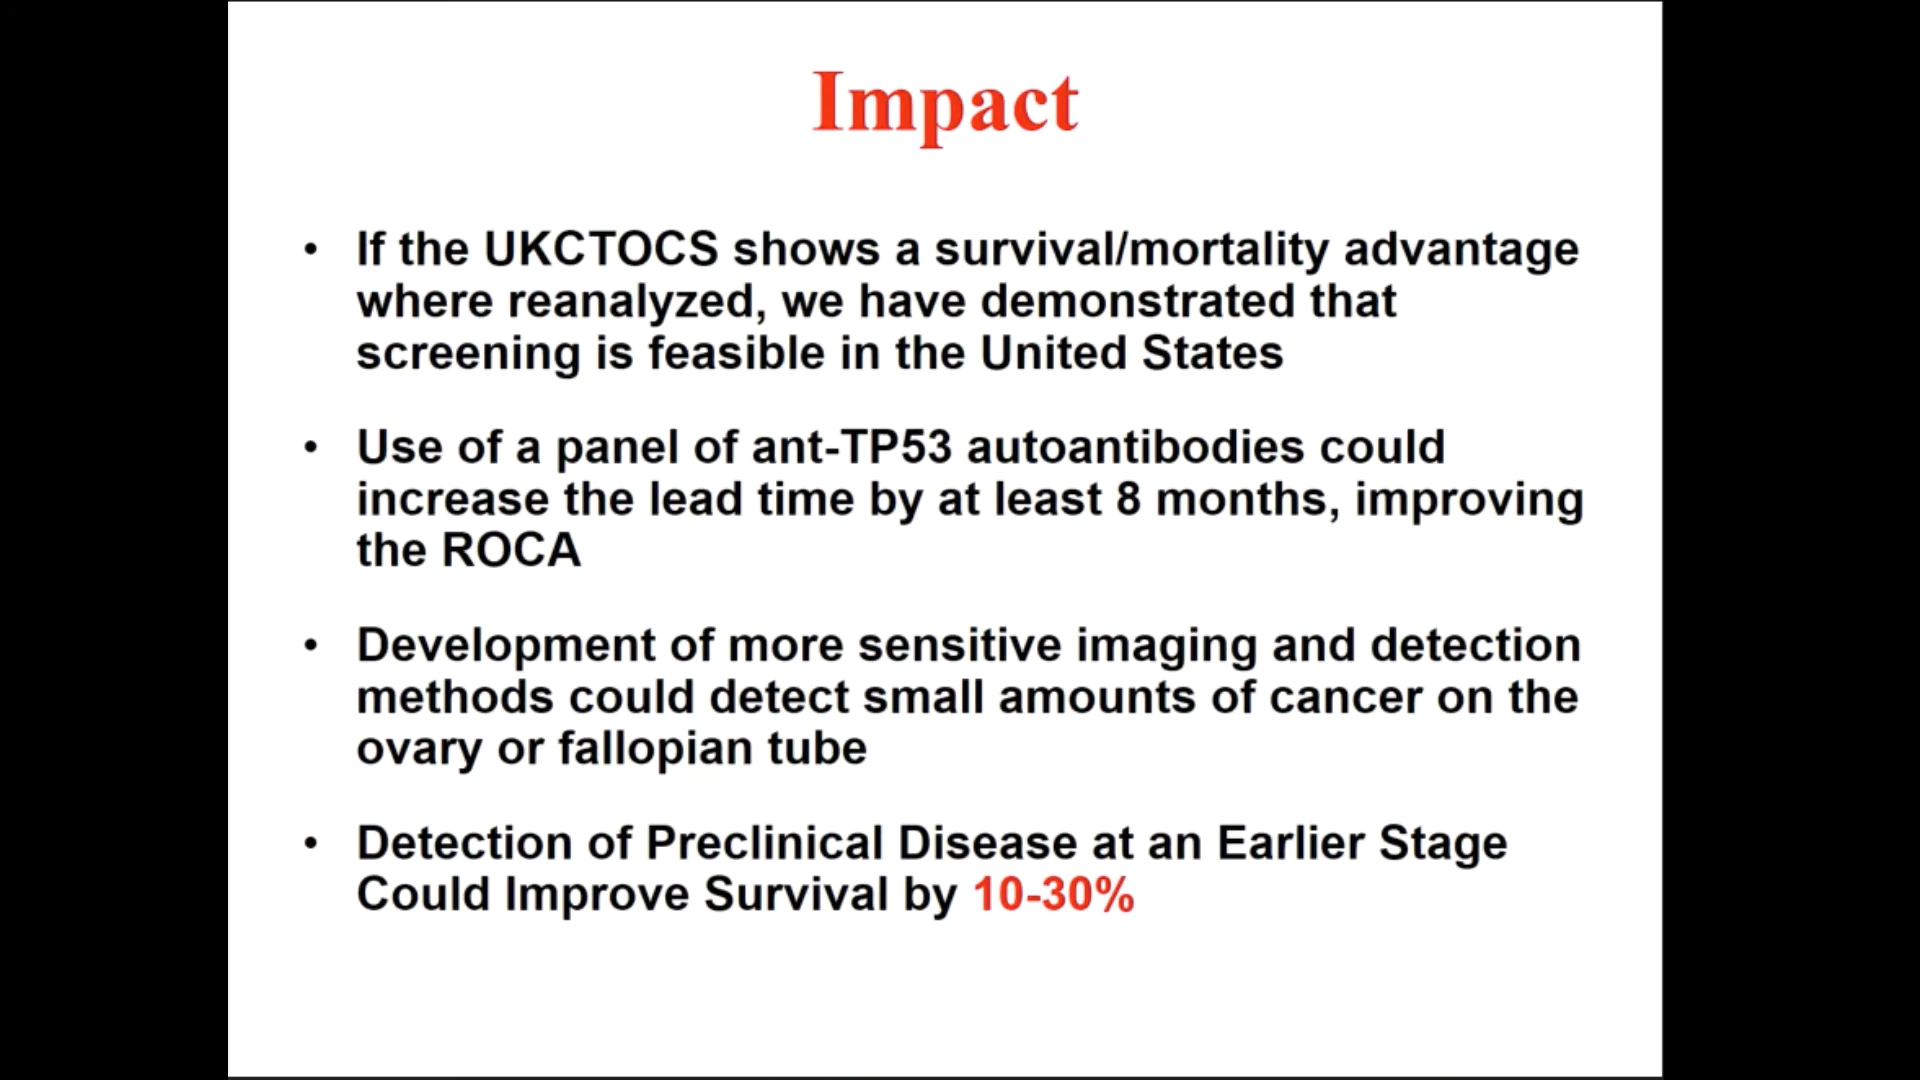 Impact
• If the UKCTOCS shows a survival/mortality advantage
where reanalyzed, we have demonstrated that
screening is feasible in the United States
• Use of a panel of ant-TP53 autoantibodies could
increase the lead time by at least 8 months, improving
the ROCA
• Development of more sensitive imaging and detection
methods could detect small amounts of cancer on the
ovary or fallopian tube
• Detection of Preclinical Disease at an Earlier Stage
Could Improve Survival by 10-30%